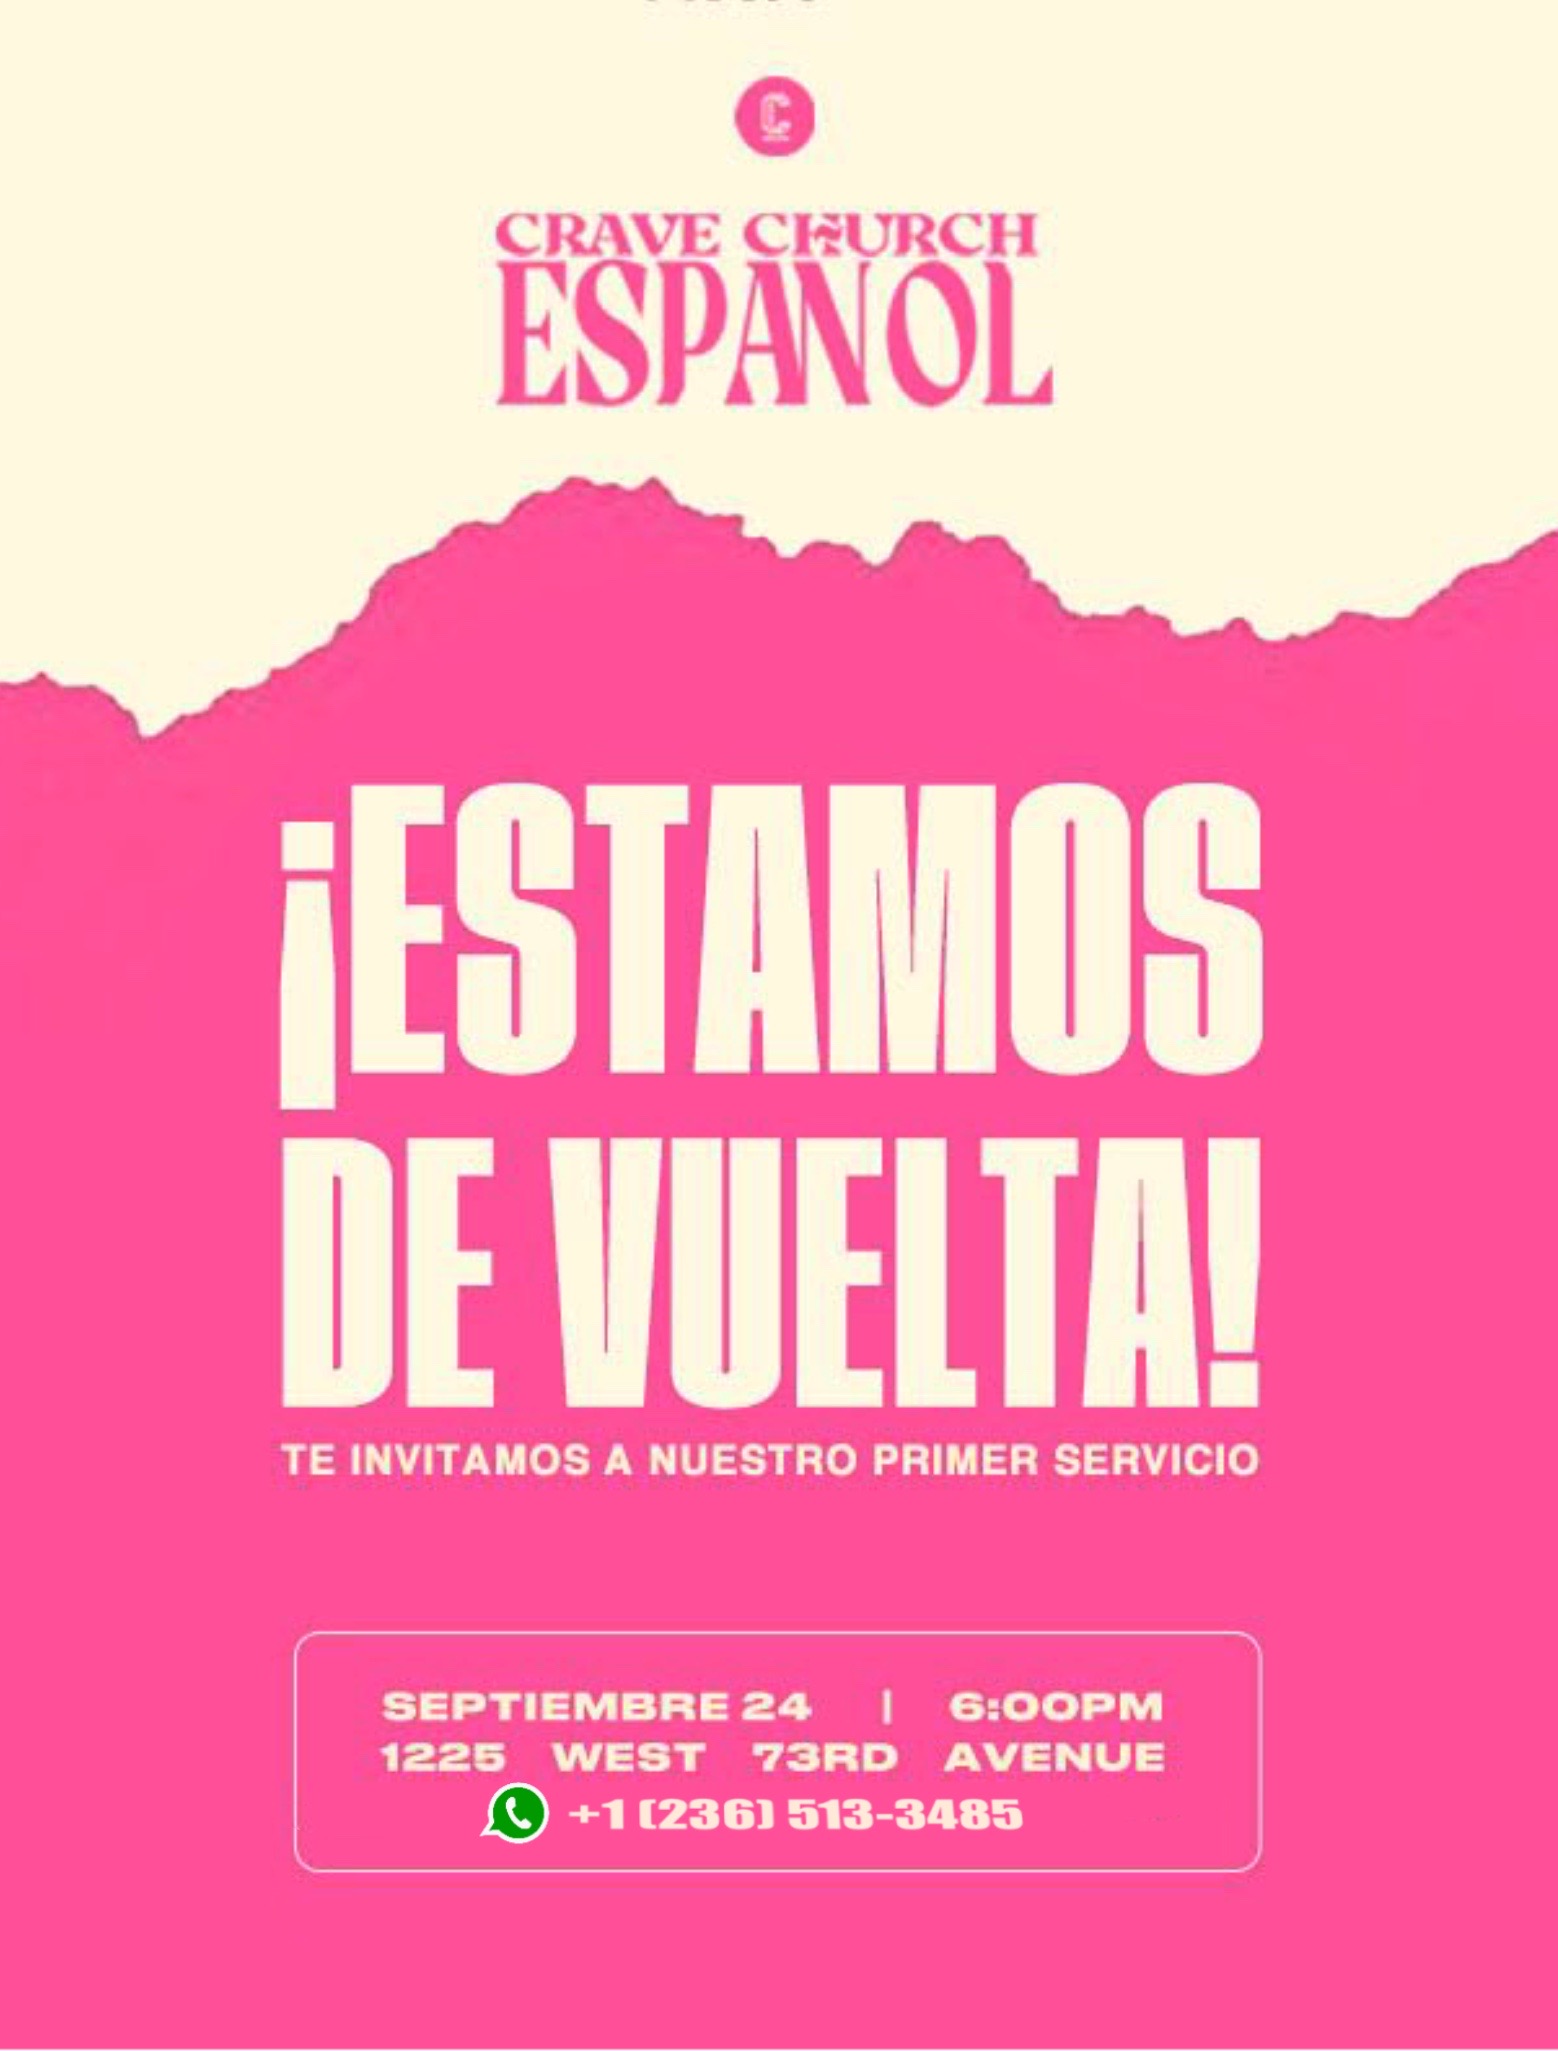 C
CRAVE CHURCH
ESPAÑOL
¡ESTAMOS
DE VUELTA!
TE INVITAMOS A NUESTRO PRIMER SERVICIO
SEPTIEMBRE 24 | 6:00PM
1225 WEST 73RD AVENUE
+1 (236) 513-3485